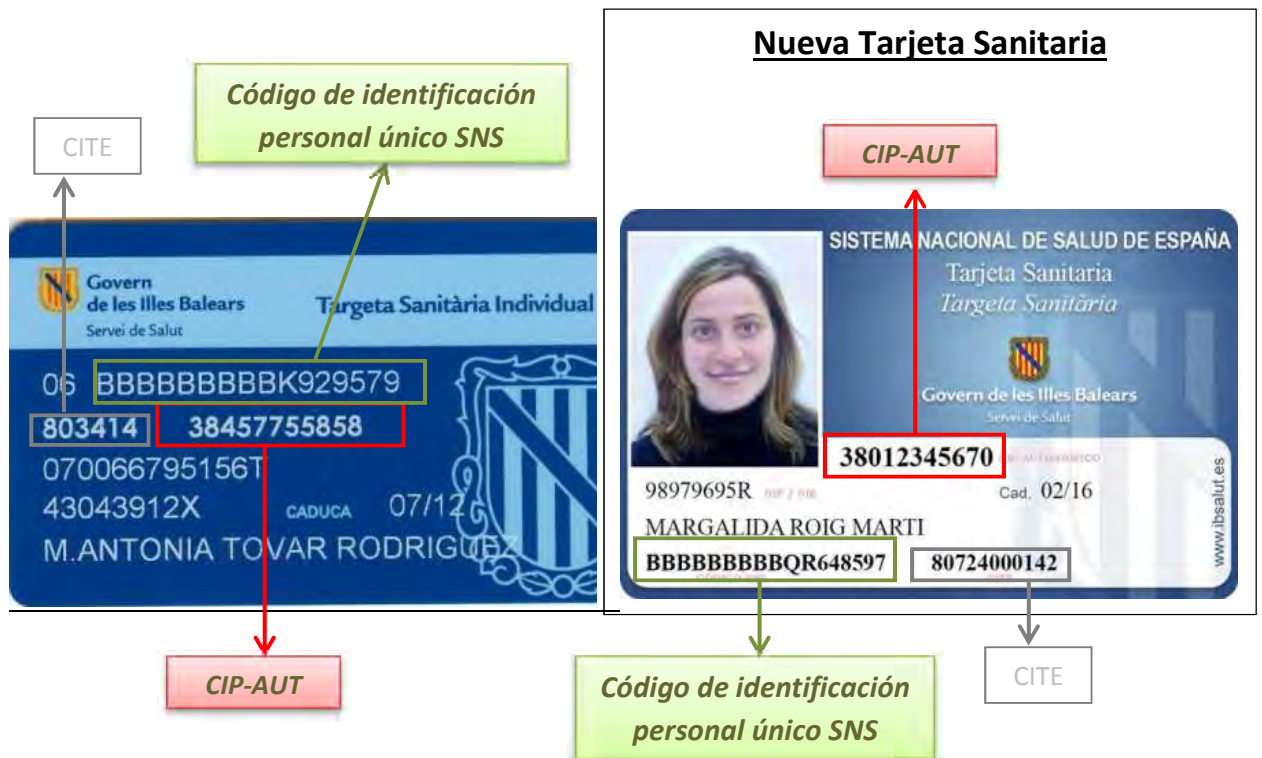 Nueva Tarjeta Sanitaria
Código de identificación
personal único SNS
CITE
CIP-AUT
Govern
de les Illes Balears
Servei de Salut
Targeta Sanitària Individual
06 BBBBBBBBBK929579
803414 38457755858
070066795156T
43043912X CADUCA 07/12
M.ANTONIA TOVAR RODRIGUEZ
CIP-AUT
SISTEMA NACIONAL DE SALUD DE ESPAÑA
Tarjeta Sanitaria
Targeta Sanitària
Govern de les Illes Balears
Servei de Salut
38012345670
98979695R DNI / NIE
Cad. 02/16
MARGALIDA ROIG MARTI
BBBBBBBBBQR648597 80724000142
www.ibsalut.es
Código de identificación
personal único SNS
CITE